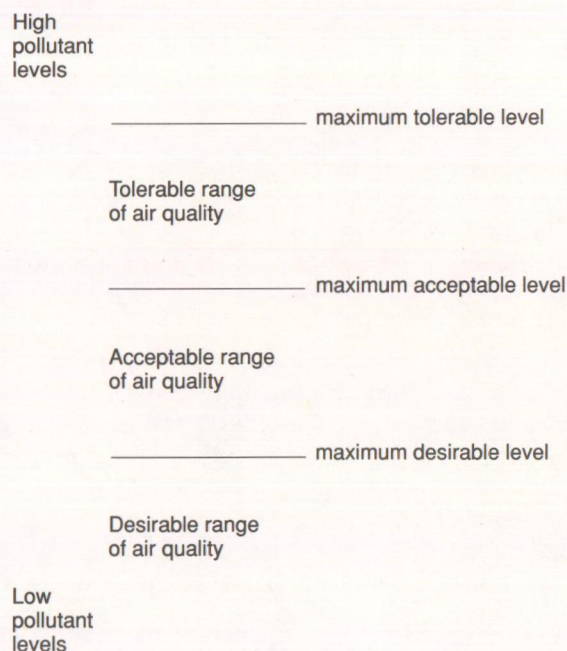 High
pollutant
levels
maximum tolerable level
Tolerable range
of air quality
maximum acceptable level
Acceptable range
of air quality
maximum desirable level
Desirable range
of air quality
Low
pollutant
levels